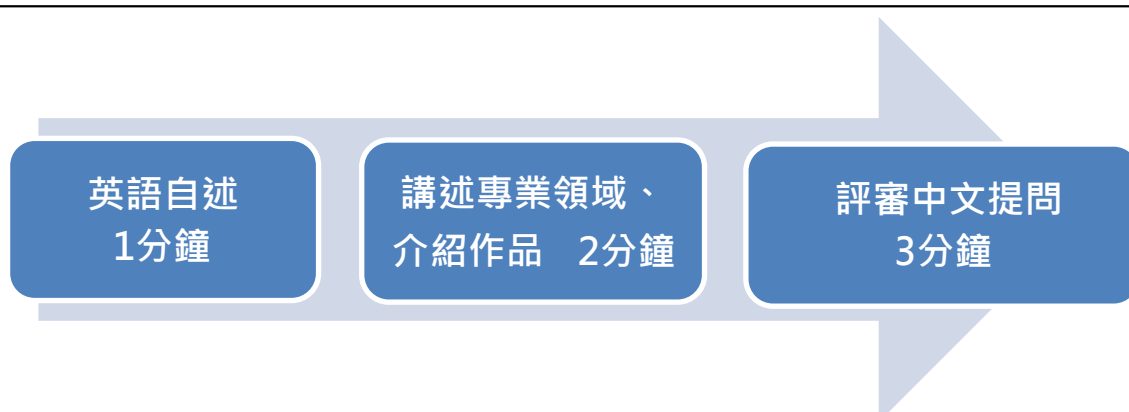 英語自述
1分鐘
講述專業領域、
介紹作品 2分鐘
評審中文提問
3分鐘